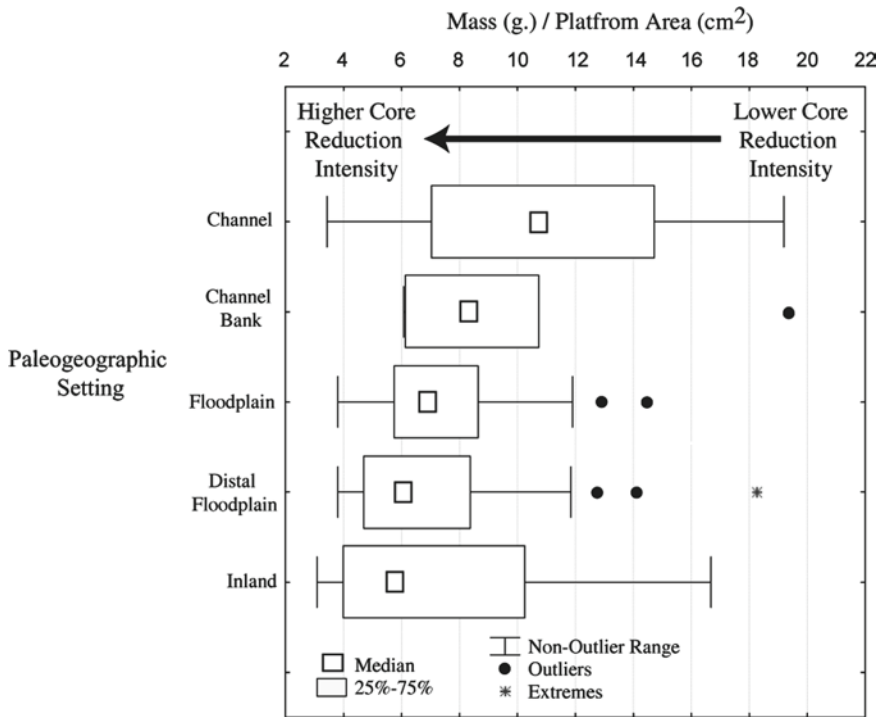 Mass (g.) / Platfrom Area (cm2)
2 4 6 8 10 12 14 16 18 20 22
Higher Core
Reduction
Intensity
Lower Core
Reduction
Intensity
Channel
Channel
Bank
Paleogeographic
Setting
Floodplain
Distal
Floodplain
Inland
Median
25%-75%
Non-Outlier Range
Outliers
Extremes